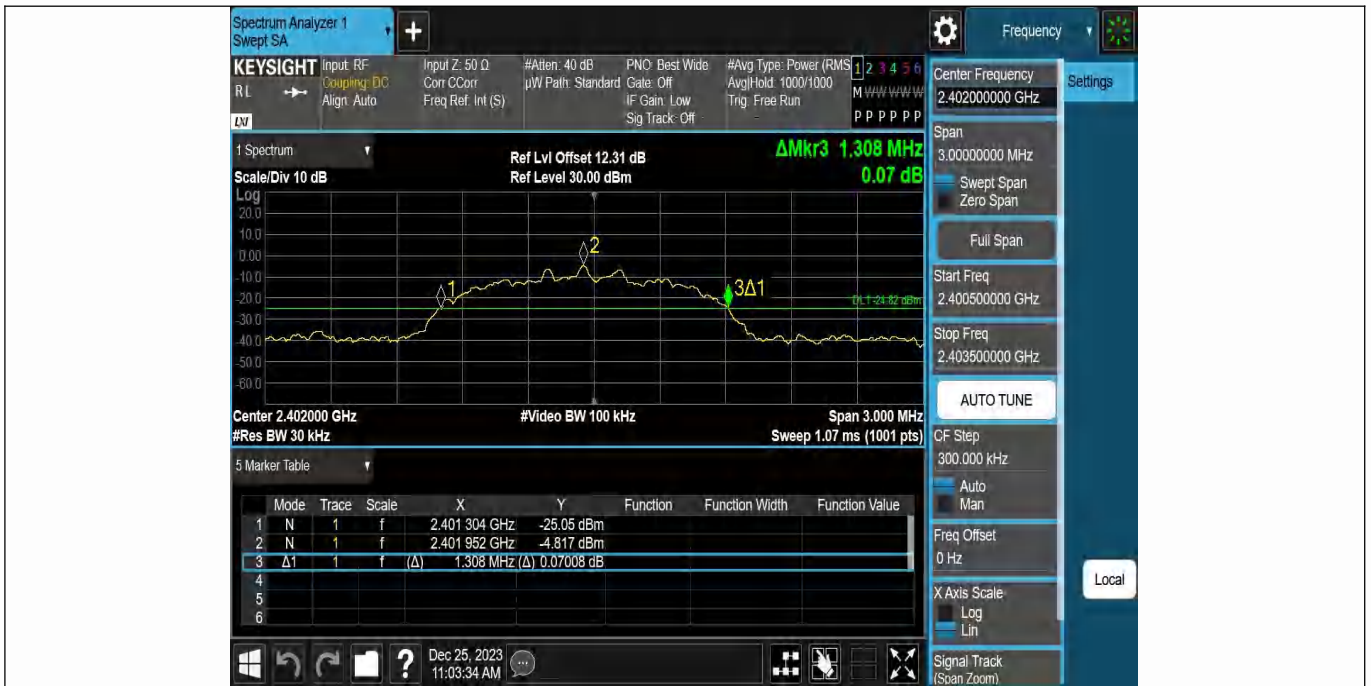 Spectrum Analyzer 1
Swept SA
+
Frequency
KEYSIGHT
RL
LXI
Input: RF
Coupling: DC
Align: Auto
Input Z: 50 Ω
Corr CCorr
Freq Ref: Int (S)
#Atten: 40 dB
µW Path: Standard
PNO: Best Wide
Gate: Off
IF Gain: Low
Sig Track: Off
#Avg Type: Power (RMS
Avg|Hold: 1000/1000
Trig: Free Run
1 2 3 4 5 6
M W W W W W
P P P P P P
1 Spectrum
Scale/Div 10 dB
Log
Ref Lvl Offset 12.31 dB
Ref Level 30.00 dBm
ΔMkr3 1.308 MHz
0.07 dB
20.0
10.0
0.00
-10.0
-20.0
-30.0
-40.0
-50.0
-60.0
1
2
3Δ1
DL1 -24.82 dBm
Center 2.402000 GHz
#Res BW 30 kHz
#Video BW 100 kHz
Span 3.000 MHz
Sweep 1.07 ms (1001 pts)
5 Marker Table
Mode Trace Scale X Y Function Function Width Function Value
1 N 1 f 2.401 304 GHz -25.05 dBm
2 N 1 f 2.401 952 GHz -4.817 dBm
3 Δ1 1 f (Δ) 1.308 MHz (Δ) 0.07008 dB
4
5
6
?
Dec 25, 2023
11:03:34 AM
Center Frequency
2.402000000 GHz
Settings
Span
3.00000000 MHz
Swept Span
Zero Span
Full Span
Start Freq
2.400500000 GHz
Stop Freq
2.403500000 GHz
AUTO TUNE
CF Step
300.000 kHz
Auto
Man
Freq Offset
0 Hz
X Axis Scale
Log
Lin
Signal Track
(Span Zoom)
Local